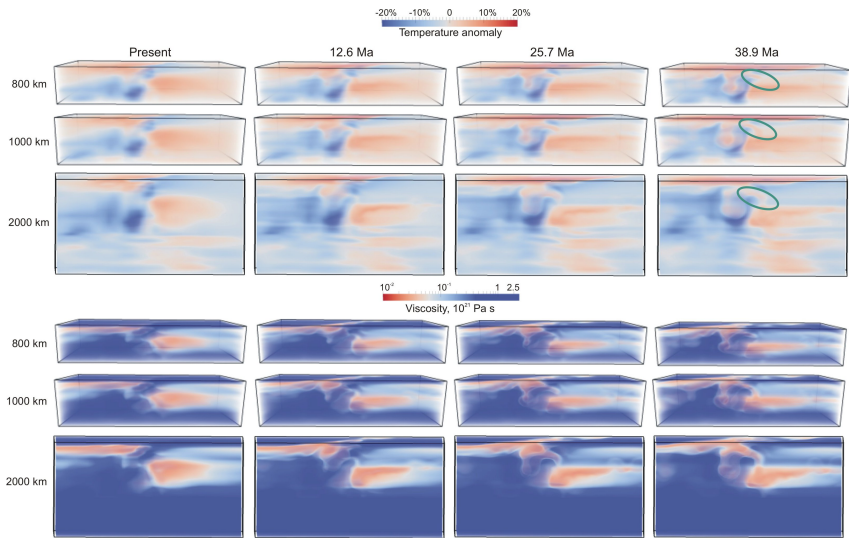 -20% -10% 0 10% 20%
Temperature anomaly
Present 12.6 Ma 25.7 Ma 38.9 Ma
800 km
1000 km
2000 km
10⁻² 10⁻¹ 1 2.5
Viscosity, 10²¹ Pa s
800 km
1000 km
2000 km